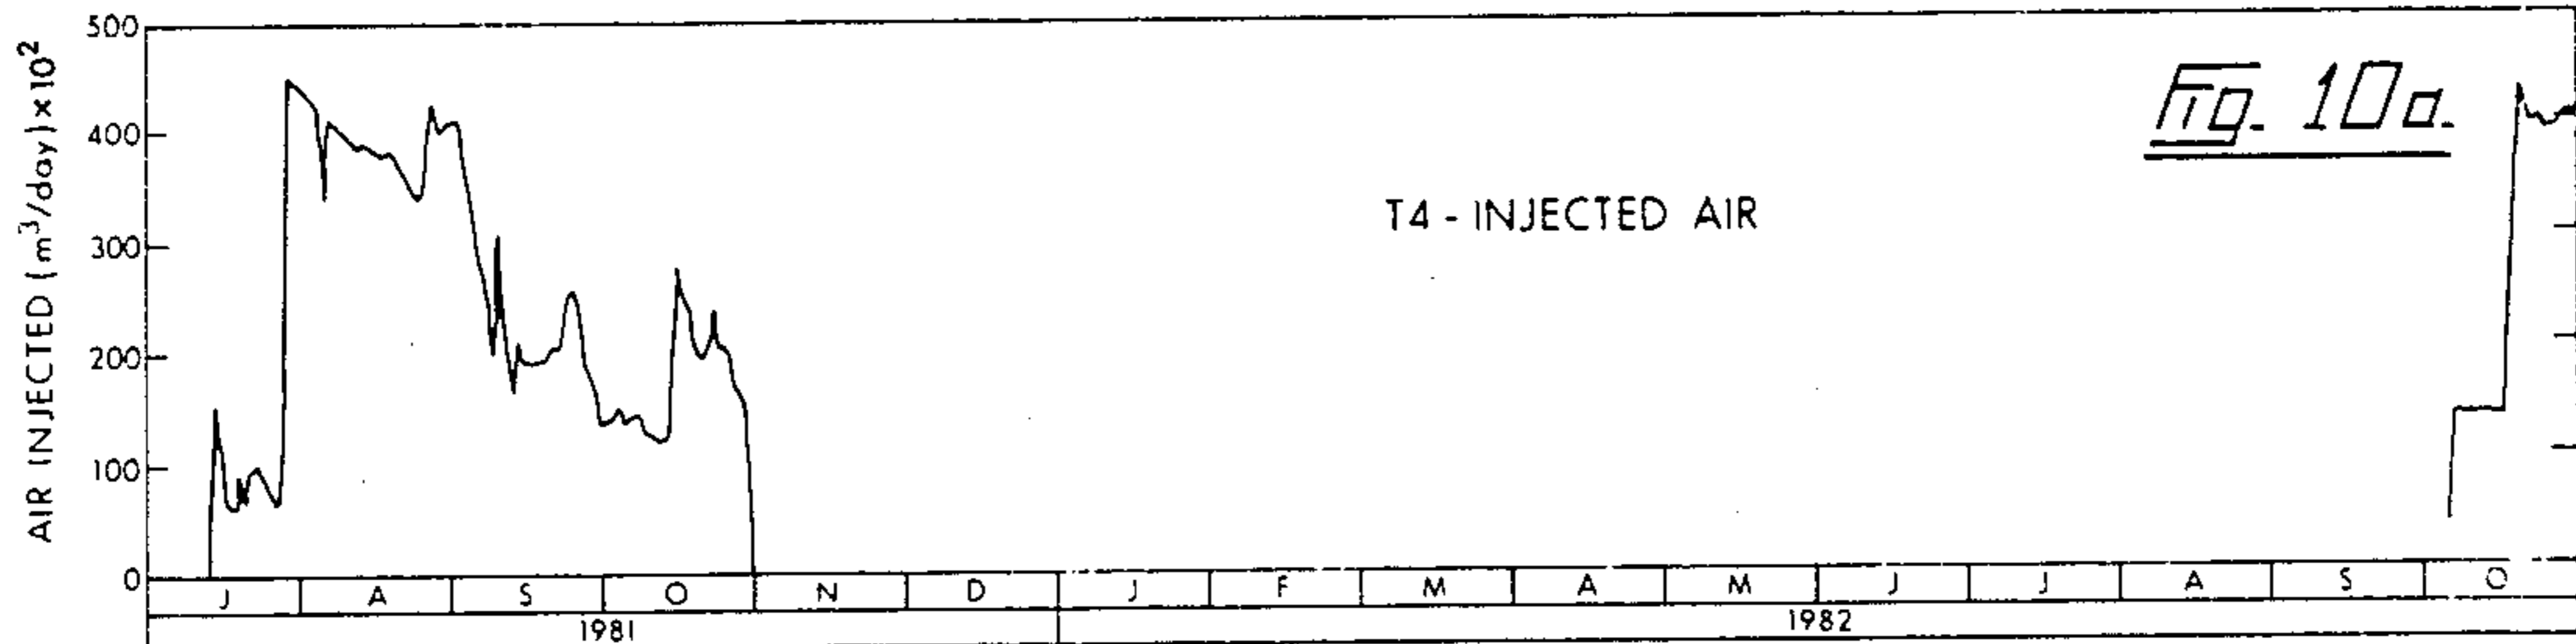 AIR INJECTED (m³/day) x 10²
500
400
300
200
100
0
Fig. 10a.
T4 - INJECTED AIR
J A S O N D J F M A M J J A S O
1981 1982